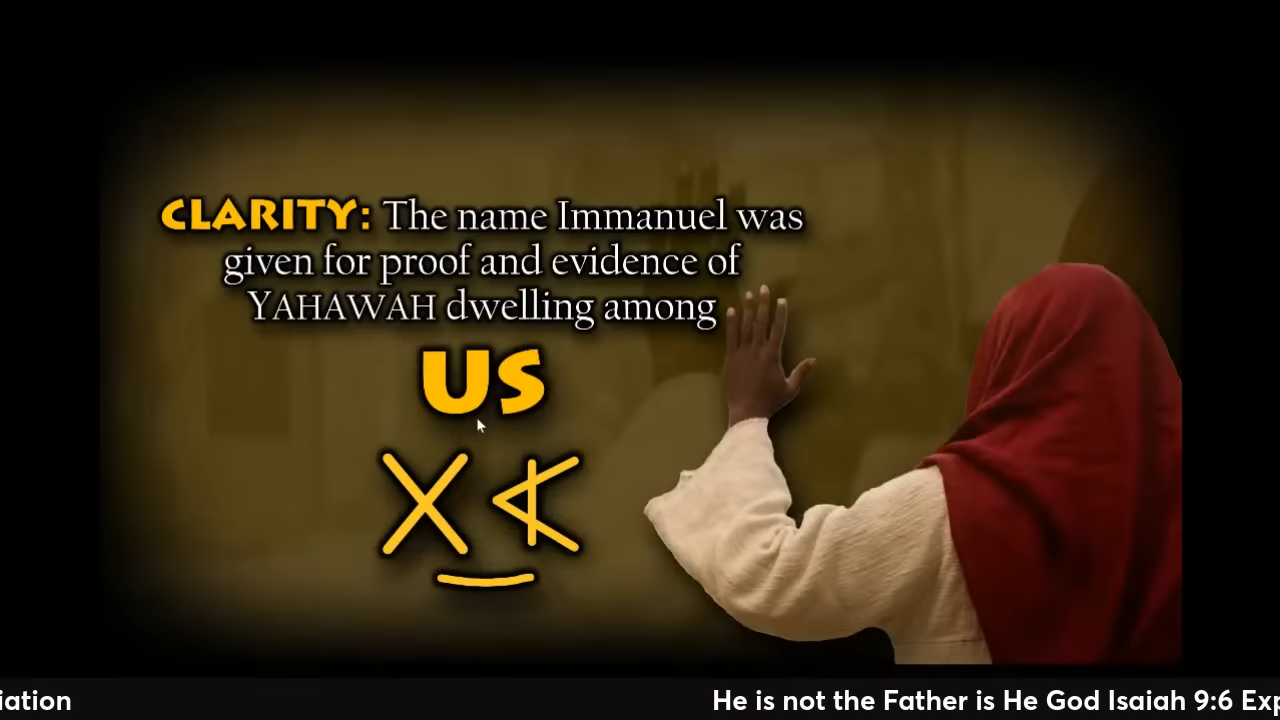 CLARITY: The name Immanuel was
given for proof and evidence of
YAHAWAH dwelling among
US
𐤀𐤕
iation He is not the Father is He God Isaiah 9:6 Exp